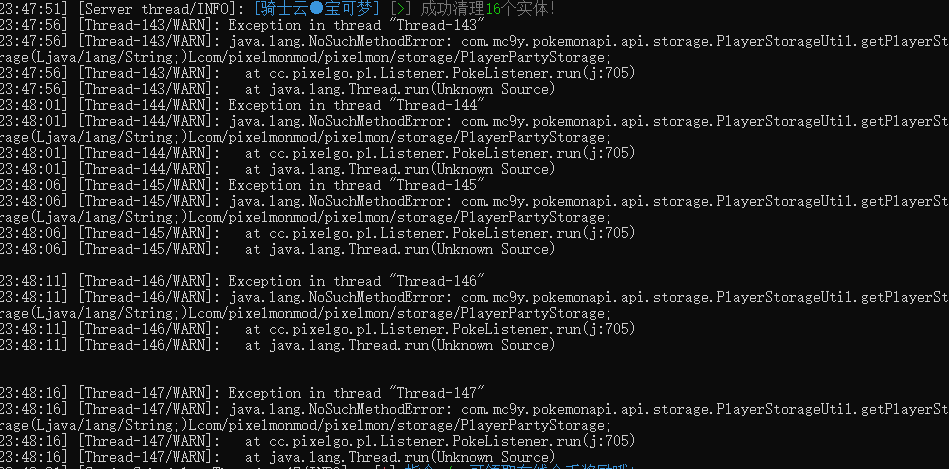 23:47:51] [Server thread/INFO]: [骑士云●宝可梦] [>] 成功清理16个实体!
23:47:56] [Thread-143/WARN]: Exception in thread "Thread-143"
23:47:56] [Thread-143/WARN]: java.lang.NoSuchMethodError: com.mc9y.pokemonapi.api.storage.PlayerStorageUtil.getPlayerSt
rage(Ljava/lang/String;)Lcom/pixelmonmod/pixelmon/storage/PlayerPartyStorage;
23:47:56] [Thread-143/WARN]: at cc.pixelgo.pl.Listener.PokeListener.run(j:705)
23:47:56] [Thread-143/WARN]: at java.lang.Thread.run(Unknown Source)
23:48:01] [Thread-144/WARN]: Exception in thread "Thread-144"
23:48:01] [Thread-144/WARN]: java.lang.NoSuchMethodError: com.mc9y.pokemonapi.api.storage.PlayerStorageUtil.getPlayerSt
rage(Ljava/lang/String;)Lcom/pixelmonmod/pixelmon/storage/PlayerPartyStorage;
23:48:01] [Thread-144/WARN]: at cc.pixelgo.pl.Listener.PokeListener.run(j:705)
23:48:01] [Thread-144/WARN]: at java.lang.Thread.run(Unknown Source)
23:48:06] [Thread-145/WARN]: Exception in thread "Thread-145"
23:48:06] [Thread-145/WARN]: java.lang.NoSuchMethodError: com.mc9y.pokemonapi.api.storage.PlayerStorageUtil.getPlayerSt
rage(Ljava/lang/String;)Lcom/pixelmonmod/pixelmon/storage/PlayerPartyStorage;
23:48:06] [Thread-145/WARN]: at cc.pixelgo.pl.Listener.PokeListener.run(j:705)
23:48:06] [Thread-145/WARN]: at java.lang.Thread.run(Unknown Source)
23:48:11] [Thread-146/WARN]: Exception in thread "Thread-146"
23:48:11] [Thread-146/WARN]: java.lang.NoSuchMethodError: com.mc9y.pokemonapi.api.storage.PlayerStorageUtil.getPlayerSt
rage(Ljava/lang/String;)Lcom/pixelmonmod/pixelmon/storage/PlayerPartyStorage;
23:48:11] [Thread-146/WARN]: at cc.pixelgo.pl.Listener.PokeListener.run(j:705)
23:48:11] [Thread-146/WARN]: at java.lang.Thread.run(Unknown Source)
23:48:16] [Thread-147/WARN]: Exception in thread "Thread-147"
23:48:16] [Thread-147/WARN]: java.lang.NoSuchMethodError: com.mc9y.pokemonapi.api.storage.PlayerStorageUtil.getPlayerSt
rage(Ljava/lang/String;)Lcom/pixelmonmod/pixelmon/storage/PlayerPartyStorage;
23:48:16] [Thread-147/WARN]: at cc.pixelgo.pl.Listener.PokeListener.run(j:705)
23:48:16] [Thread-147/WARN]: at java.lang.Thread.run(Unknown Source)